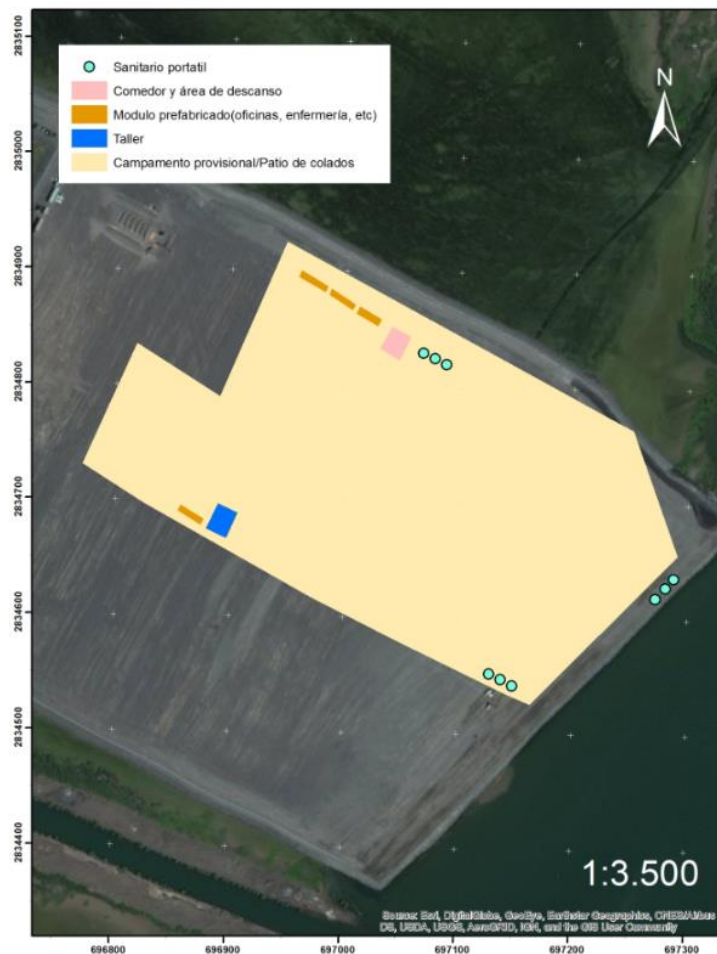 2835100
2835000
2834900
2834800
2834700
2834600
2834500
2834400
Sanitario portatil
Comedor y área de descanso
Modulo prefabricado(oficinas, enfermería, etc)
Taller
Campamento provisional/Patio de colados
N
1:3.500
Source: Esri, DigitalGlobe, GeoEye, Earthstar Geographics, CNES/Airbus
DS, USDA, USGS, AeroGRID, IGN, and the GIS User Community
696800
696900
697000
697100
697200
697300